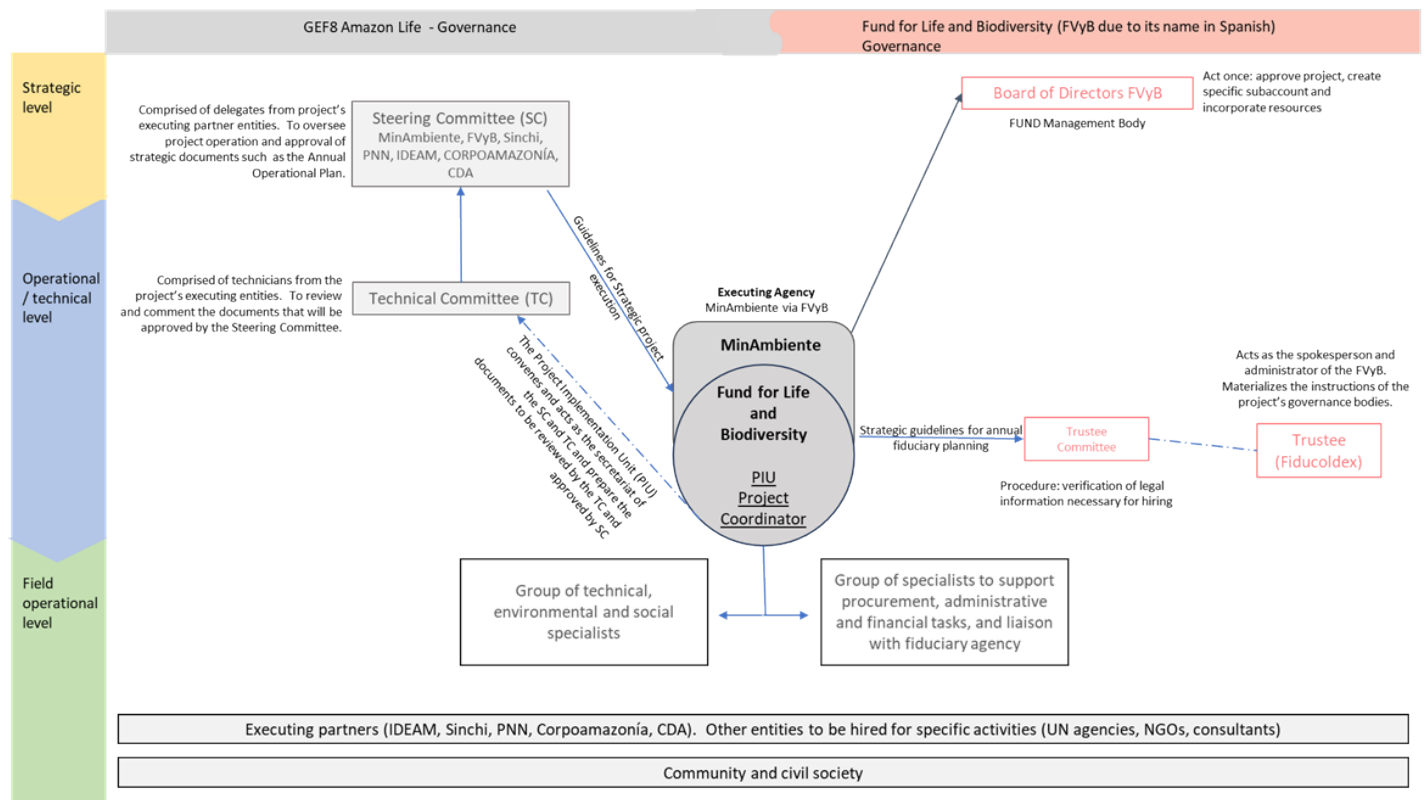 GEF8 Amazon Life - Governance
Fund for Life and Biodiversity (FVyB due to its name in Spanish)
Governance
Strategic
level
Comprised of delegates from project's
executing partner entities. To oversee
project operation and approval of
strategic documents such as the Annual
Operational Plan.
Steering Committee (SC)
MinAmbiente, FVyB, Sinchi,
PNN, IDEAM, CORPOAMAZONÍA,
CDA
Board of Directors FVyB
FUND Management Body
Act once: approve project, create
specific subaccount and
incorporate resources
Guidelines for Strategic project
execution
Operational
/ technical
level
Comprised of technicians from the
project's executing entities. To review
and comment the documents that will be
approved by the Steering Committee.
Technical Committee (TC)
The Project Implementation Unit (PIU)
convenes and acts as the secretariat of
the SC and TC and prepare the
documents to be reviewed by the TC and
approved by SC
Executing Agency
MinAmbiente via FVyB
MinAmbiente
Fund for Life
and
Biodiversity
PIU
Project
Coordinator
Strategic guidelines for annual
fiduciary planning
Trustee
Committee
Procedure: verification of legal
information necessary for hiring
Acts as the spokesperson and
administrator of the FVyB.
Materializes the instructions of the
project's governance bodies.
Trustee
(Fiducoldex)
Field
operational
level
Group of technical,
environmental and social
specialists
Group of specialists to support
procurement, administrative
and financial tasks, and liaison
with fiduciary agency
Executing partners (IDEAM, Sinchi, PNN, Corpoamazonía, CDA). Other entities to be hired for specific activities (UN agencies, NGOs, consultants)
Community and civil society